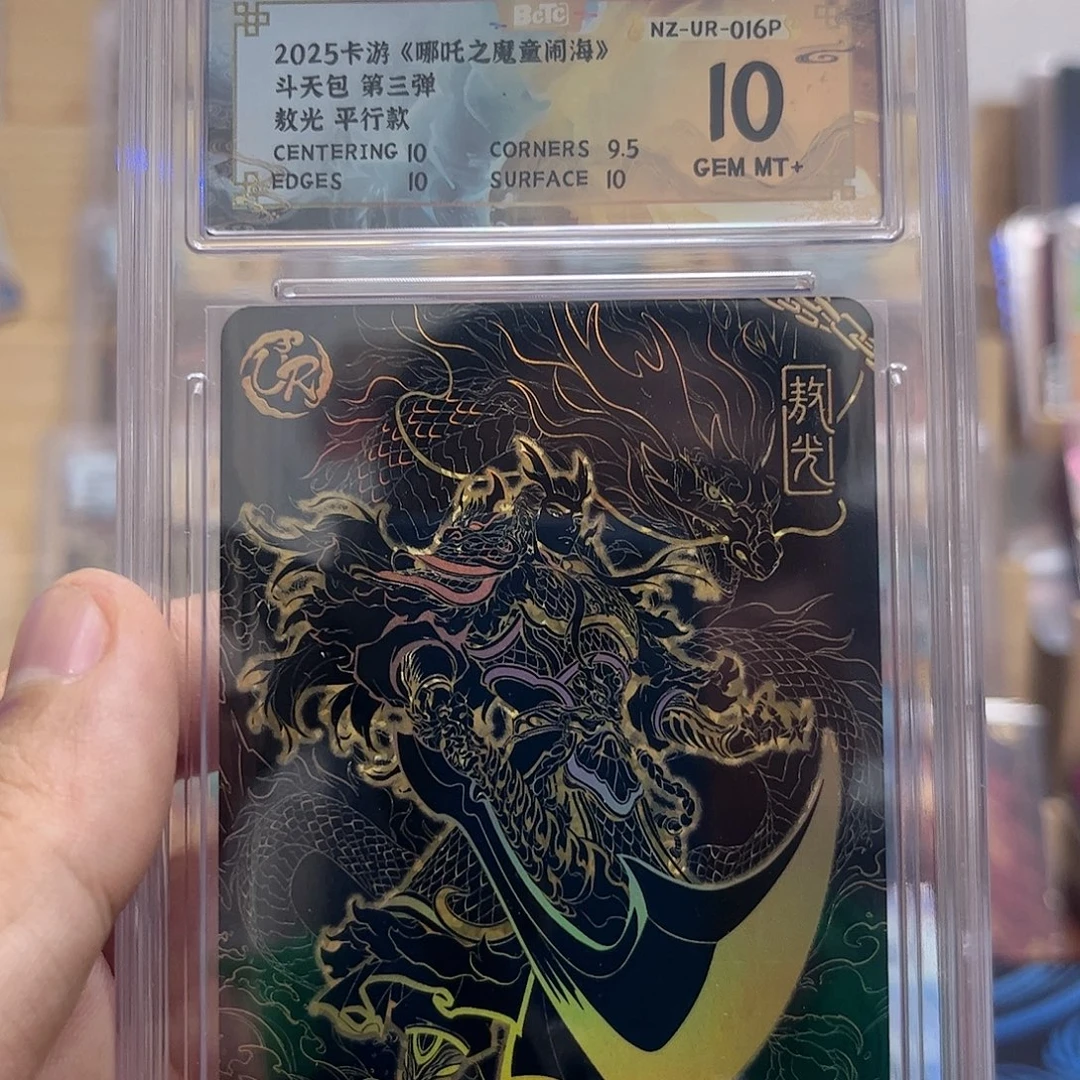 BCTC
NZ-UR-016P
2025卡游《哪吒之魔童闹海》
斗天包 第三弹
敖光 平行款
10
GEM MT+
CENTERING 10 CORNERS 9.5
EDGES 10 SURFACE 10
UR
敖光